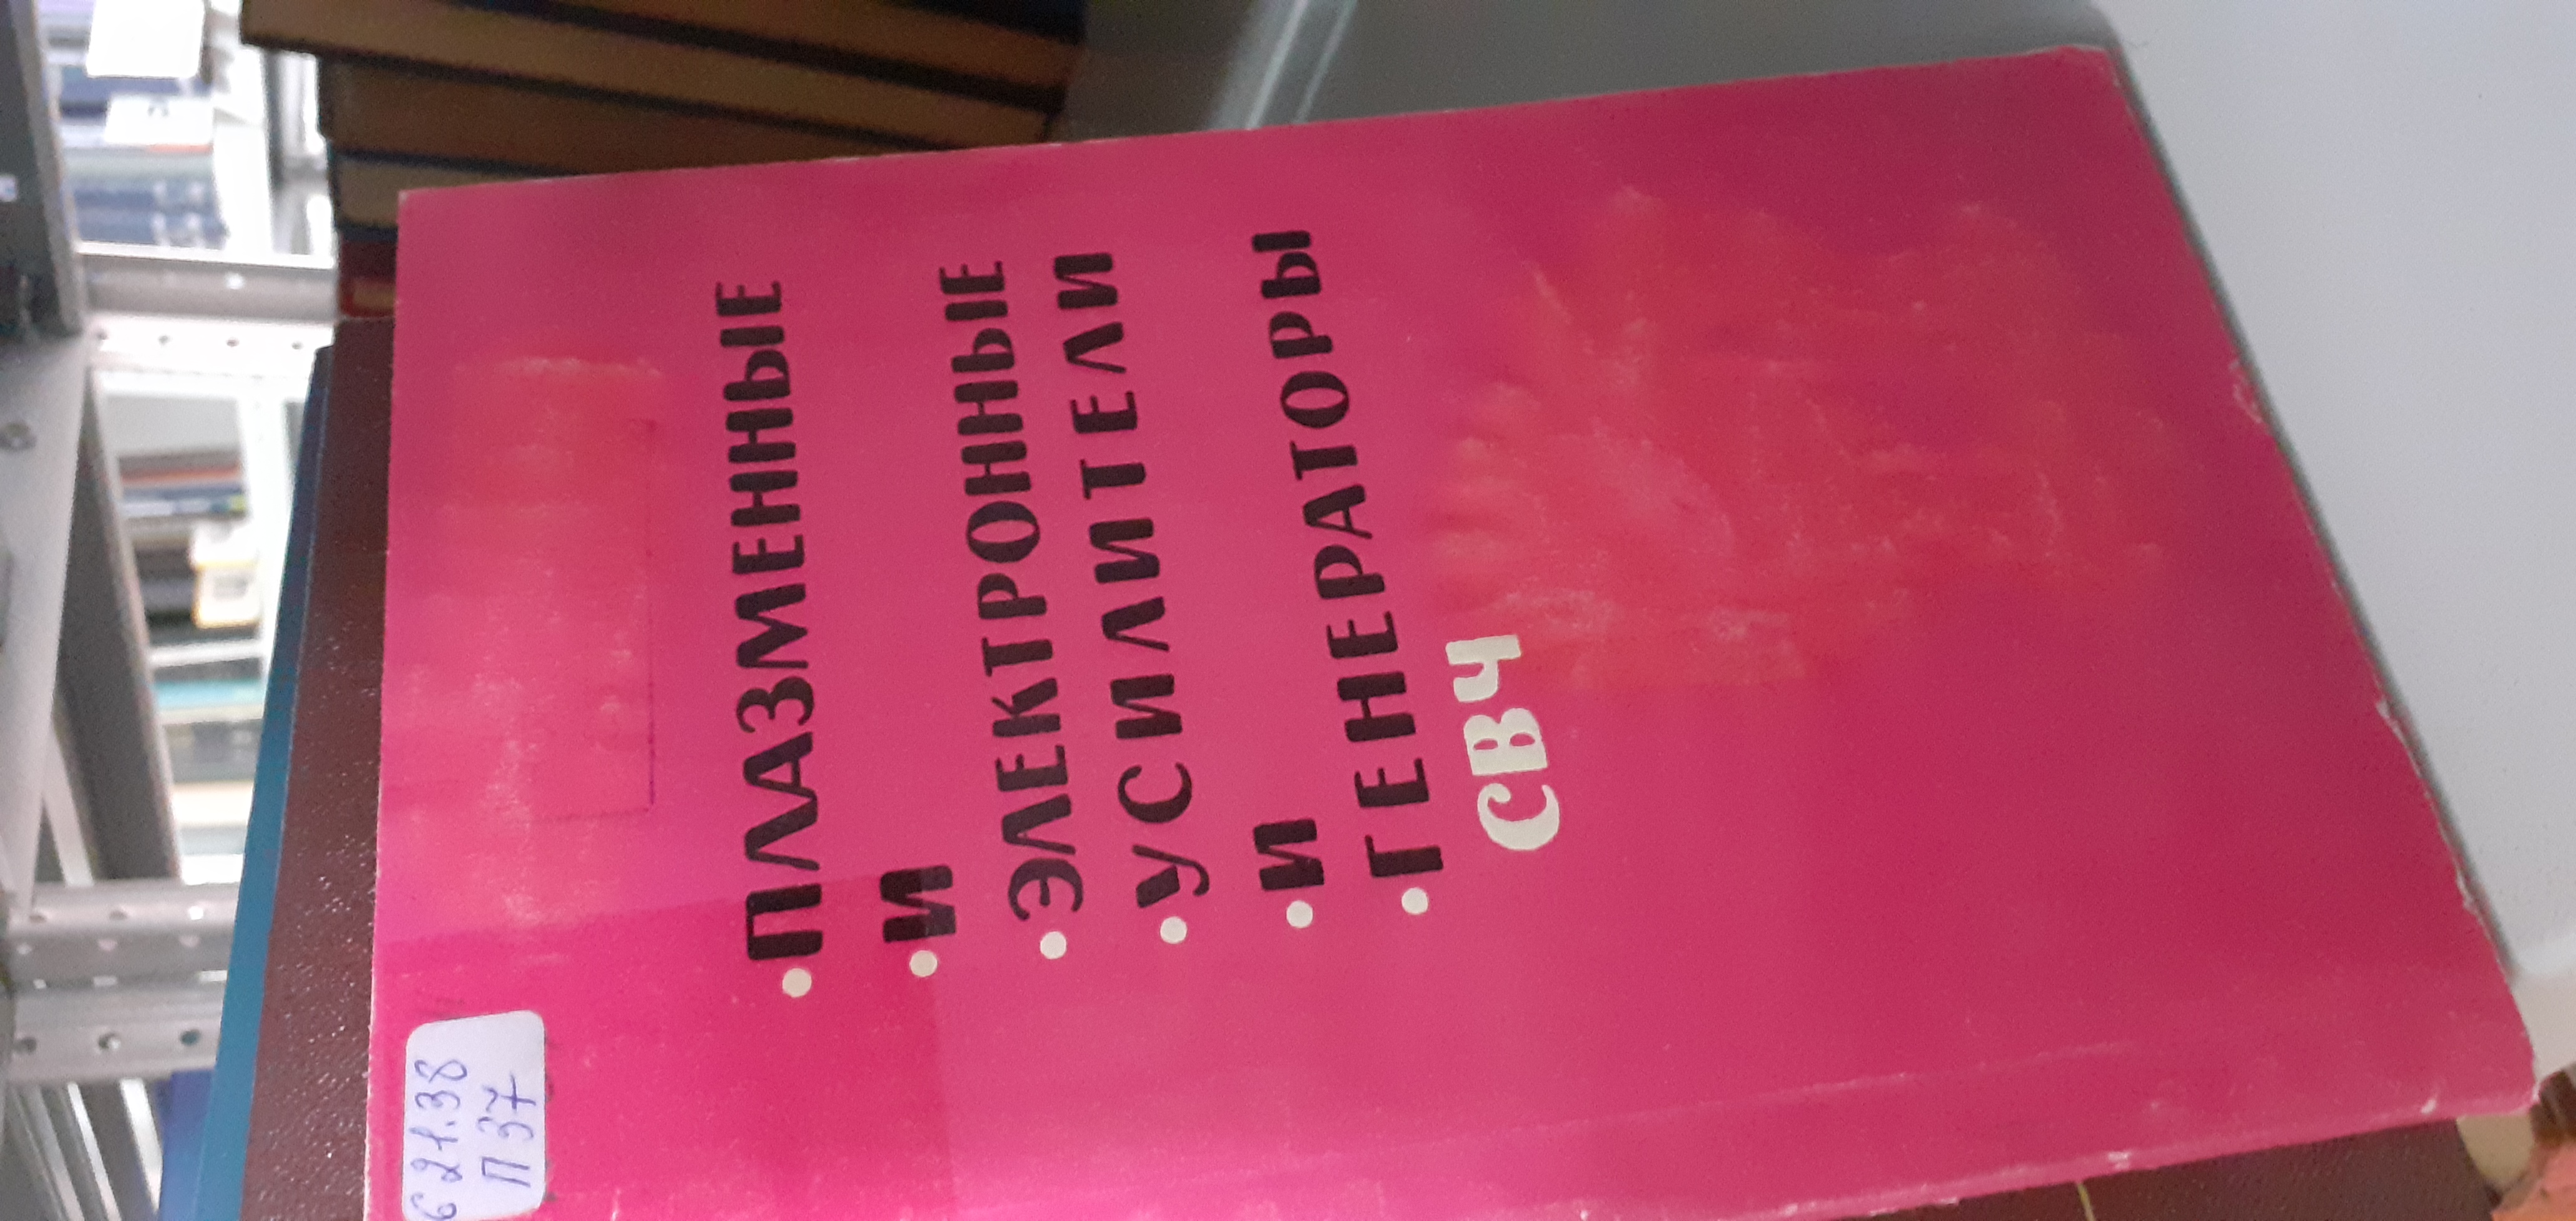 621.38
П 37
ПЛАЗМЕННЫЕ
И
ЭЛЕКТРОННЫЕ
УСИЛИТЕЛИ
И
ГЕНЕРАТОРЫ
СВЧ